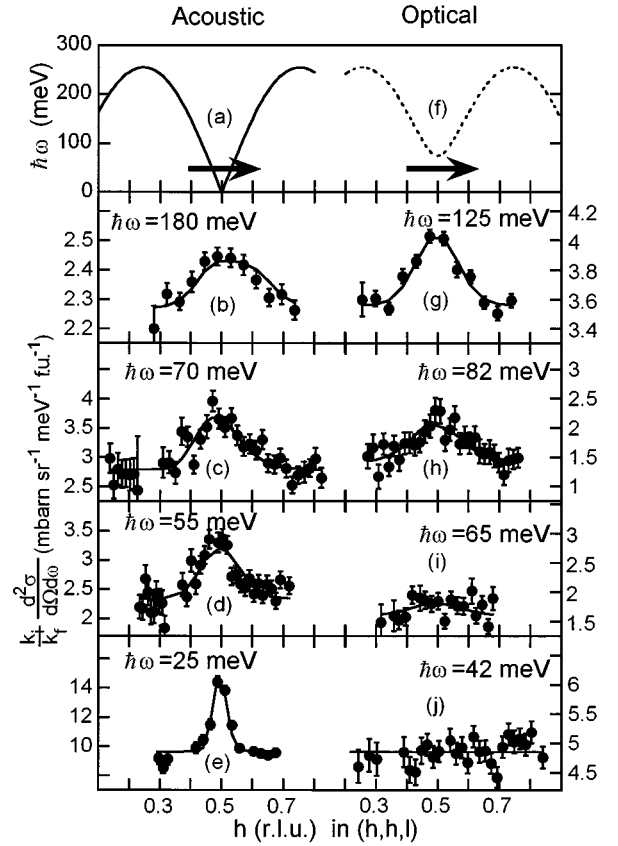 Acoustic Optical
300
200
100
0
ħω (meV)
(a) (f)
ħω=180 meV ħω=125 meV
2.5
2.4
2.3
2.2
4.2
4
3.8
3.6
3.4
(b) (g)
ħω=70 meV ħω=82 meV
4
3.5
3
2.5
3
2.5
2
1.5
1
(c) (h)
ħω=55 meV ħω=65 meV
3.5
3
2.5
2
3
2.5
2
1.5
(d) (i)
ħω=25 meV ħω=42 meV
14
12
10
6
5.5
5
4.5
(e) (j)
k_i/k_f d²σ/dΩdω (mbarn sr⁻¹ meV⁻¹ fu.⁻¹)
0.3 0.5 0.7 0.3 0.5 0.7
h (r.l.u.) in (h,h,l)